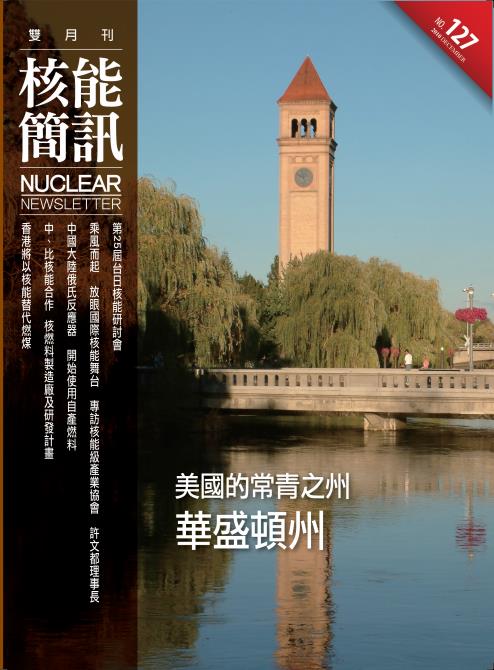 雙月刊
核能
簡訊
NUCLEAR
NEWSLETTER
NO. 127
2010 DECEMBER
第25屆台日核能研討會
乘風而起 放眼國際核能舞台 專訪核能級產業協會 許文都理事長
中國大陸俄氏反應器 開始使用自產燃料
中、比核能合作 核燃料製造廠及研發計畫
香港將以核能替代燃煤
美國的常青之州
華盛頓州